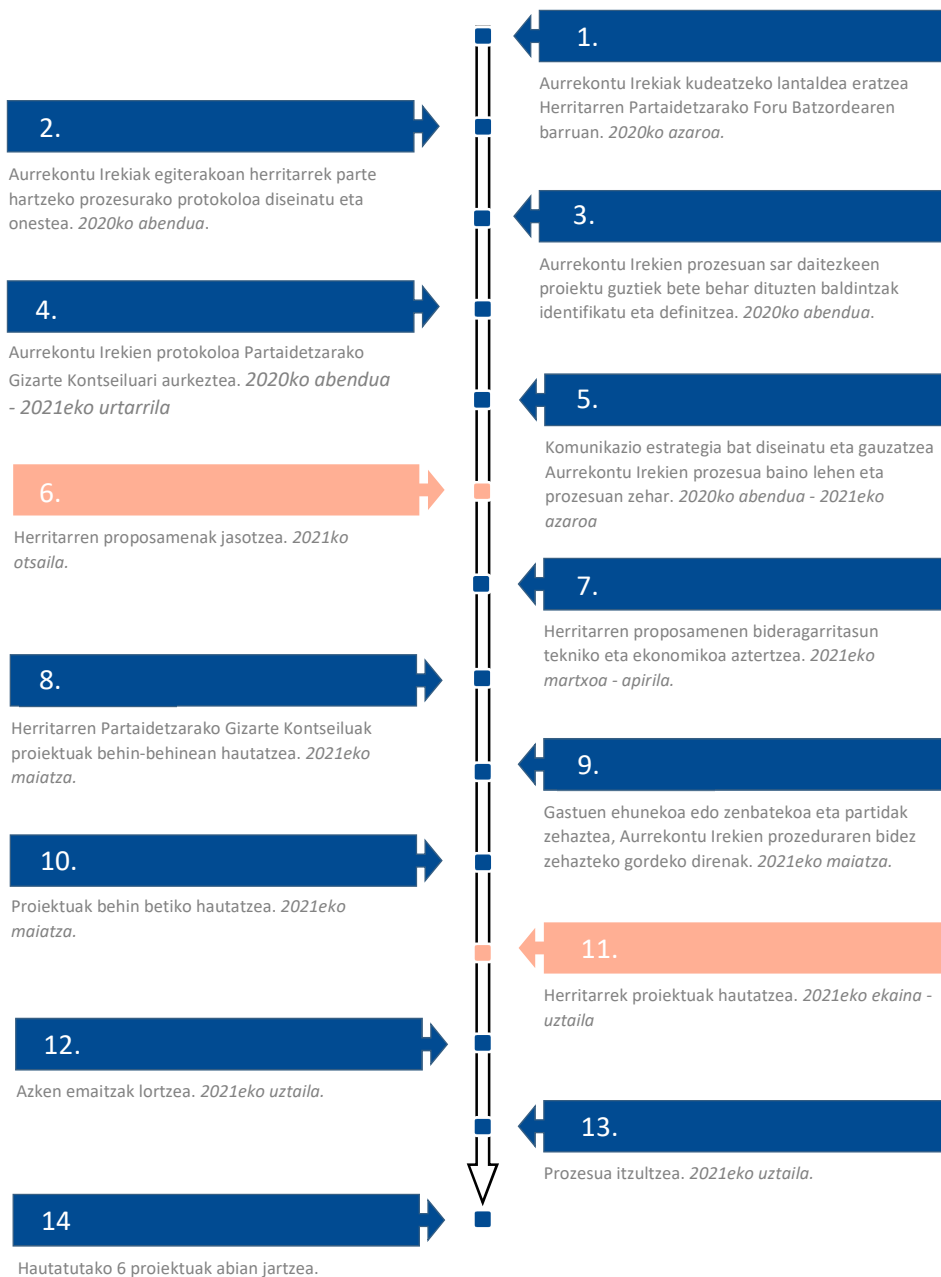 1.
Aurrekontu Irekiak kudeatzeko lantaldea eratzea
Herritarren Partaidetzarako Foru Batzordearen
barruan. 2020ko azaroa.
2.
Aurrekontu Irekiak egiterakoan herritarrek parte
hartzeko prozesurako protokoloa diseinatu eta
onestea. 2020ko abendua.
3.
Aurrekontu Irekien prozesuan sar daitezkeen
proiektu guztiek bete behar dituzten baldintzak
identifikatu eta definitzea. 2020ko abendua.
4.
Aurrekontu Irekien protokoloa Partaidetzarako
Gizarte Kontseiluari aurkeztea. 2020ko abendua
- 2021eko urtarrila
5.
Komunikazio estrategia bat diseinatu eta gauzatzea
Aurrekontu Irekien prozesua baino lehen eta
prozesuan zehar. 2020ko abendua - 2021eko
azaroa
6.
Herritarren proposamenak jasotzea. 2021ko
otsaila.
7.
Herritarren proposamenen bideragarritasun
tekniko eta ekonomikoa aztertzea. 2021eko
martxoa - apirila.
8.
Herritarren Partaidetzarako Gizarte Kontseiluak
proiektuak behin-behinean hautatzea. 2021eko
maiatza.
9.
Gastuen ehunekoa edo zenbatekoa eta partidak
zehaztea, Aurrekontu Irekien prozeduraren bidez
zehazteko gordeko direnak. 2021eko maiatza.
10.
Proiektuak behin betiko hautatzea. 2021eko
maiatza.
11.
Herritarrek proiektuak hautatzea. 2021eko ekaina -
uztaila
12.
Azken emaitzak lortzea. 2021eko uztaila.
13.
Prozesua itzultzea. 2021eko uztaila.
14
Hautatutako 6 proiektuak abian jartzea.